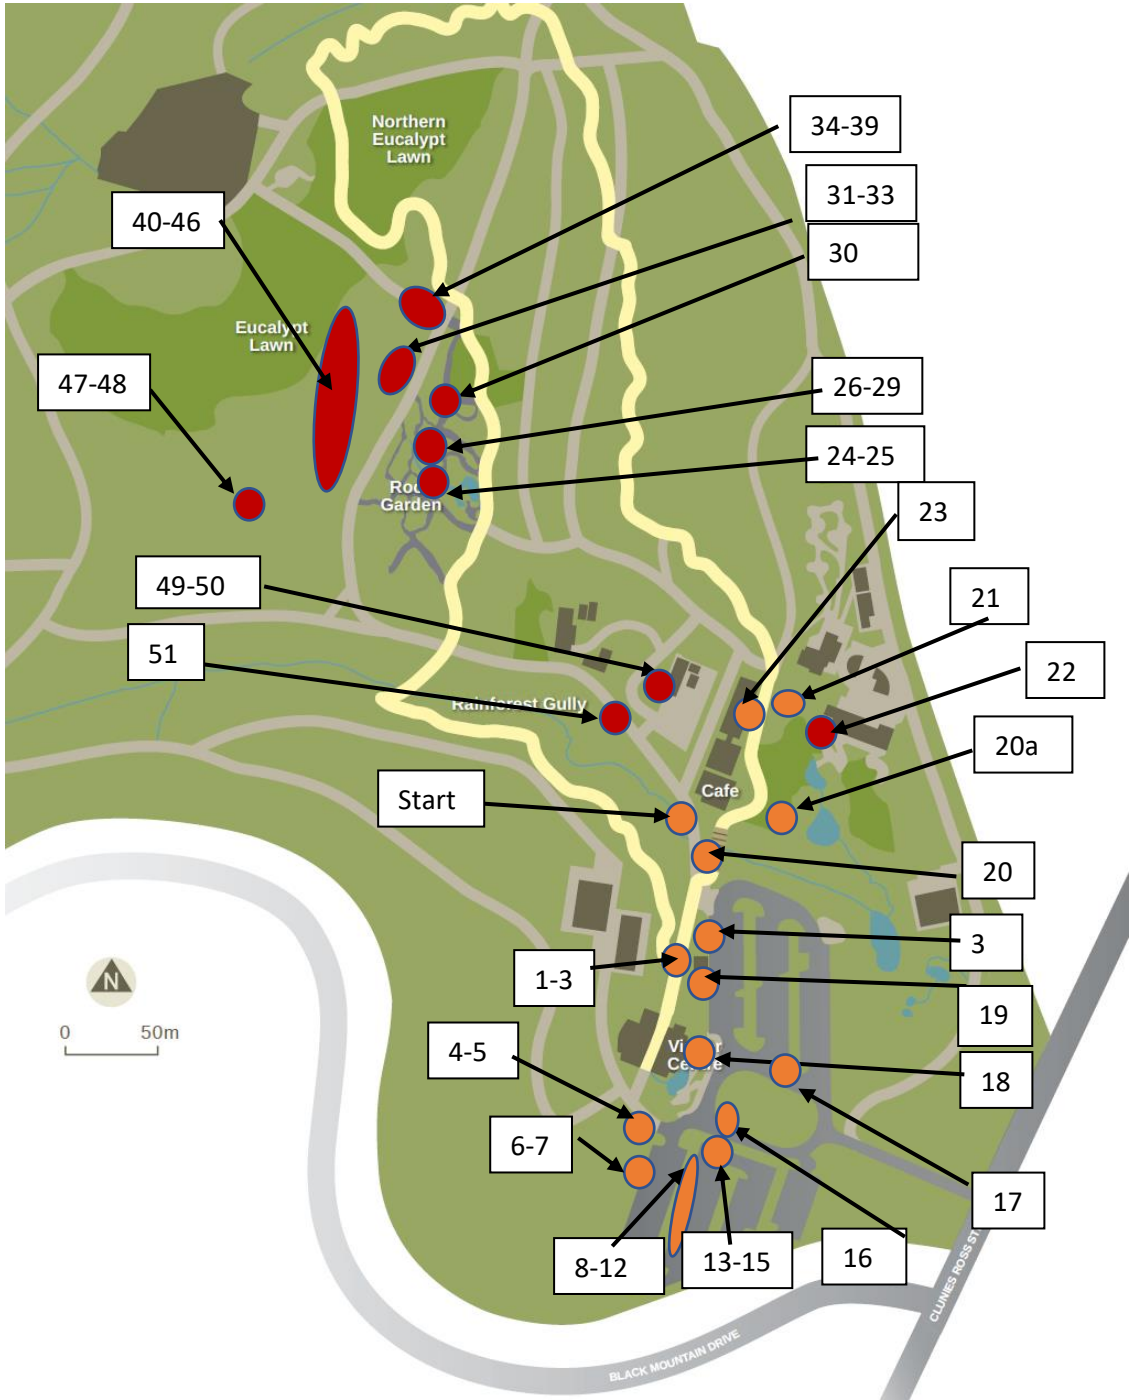 34-39
Northern
Eucalypt
Lawn
31-33
40-46
30
Eucalypt
Lawn
47-48
26-29
24-25
Garden
23
49-50
21
51
22
Rainforest Gully
20a
Start
Cafe
20
3
1-3
N
19
0 50m
4-5
18
6-7
17
16
8-12
13-15
CLUNIES ROSS
BLACK MOUNTAIN DRIVE